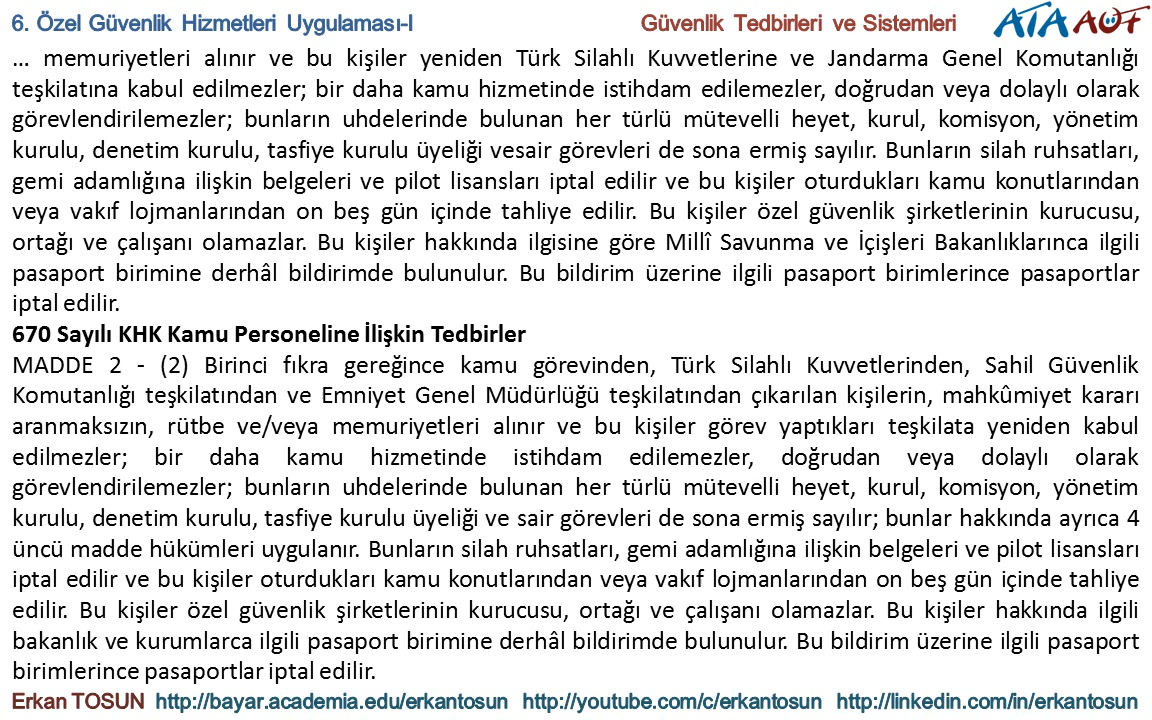 6. Özel Güvenlik Hizmetleri Uygulaması-I Güvenlik Tedbirleri ve Sistemleri ATA AÖF
... memuriyetleri alınır ve bu kişiler yeniden Türk Silahlı Kuvvetlerine ve Jandarma Genel Komutanlığı
teşkilatına kabul edilmezler; bir daha kamu hizmetinde istihdam edilemezler, doğrudan veya dolaylı olarak
görevlendirilemezler; bunların uhdelerinde bulunan her türlü mütevelli heyet, kurul, komisyon, yönetim
kurulu, denetim kurulu, tasfiye kurulu üyeliği vesair görevleri de sona ermiş sayılır. Bunların silah ruhsatları,
gemi adamlığına ilişkin belgeleri ve pilot lisansları iptal edilir ve bu kişiler oturdukları kamu konutlarından
veya vakıf lojmanlarından on beş gün içinde tahliye edilir. Bu kişiler özel güvenlik şirketlerinin kurucusu,
ortağı ve çalışanı olamazlar. Bu kişiler hakkında ilgisine göre Millî Savunma ve İçişleri Bakanlıklarınca ilgili
pasaport birimine derhâl bildirimde bulunulur. Bu bildirim üzerine ilgili pasaport birimlerince pasaportlar
iptal edilir.
670 Sayılı KHK Kamu Personeline İlişkin Tedbirler
MADDE 2 - (2) Birinci fıkra gereğince kamu görevinden, Türk Silahlı Kuvvetlerinden, Sahil Güvenlik
Komutanlığı teşkilatından ve Emniyet Genel Müdürlüğü teşkilatından çıkarılan kişilerin, mahkûmiyet kararı
aranmaksızın, rütbe ve/veya memuriyetleri alınır ve bu kişiler görev yaptıkları teşkilata yeniden kabul
edilmezler; bir daha kamu hizmetinde istihdam edilemezler, doğrudan veya dolaylı olarak
görevlendirilemezler; bunların uhdelerinde bulunan her türlü mütevelli heyet, kurul, komisyon, yönetim
kurulu, denetim kurulu, tasfiye kurulu üyeliği ve sair görevleri de sona ermiş sayılır; bunlar hakkında ayrıca 4
üncü madde hükümleri uygulanır. Bunların silah ruhsatları, gemi adamlığına ilişkin belgeleri ve pilot lisansları
iptal edilir ve bu kişiler oturdukları kamu konutlarından veya vakıf lojmanlarından on beş gün içinde tahliye
edilir. Bu kişiler özel güvenlik şirketlerinin kurucusu, ortağı ve çalışanı olamazlar. Bu kişiler hakkında ilgili
bakanlık ve kurumlarca ilgili pasaport birimine derhâl bildirimde bulunulur. Bu bildirim üzerine ilgili pasaport
birimlerince pasaportlar iptal edilir.
Erkan TOSUN http://bayar.academia.edu/erkantosun http://youtube.com/c/erkantosun http://linkedin.com/in/erkantosun